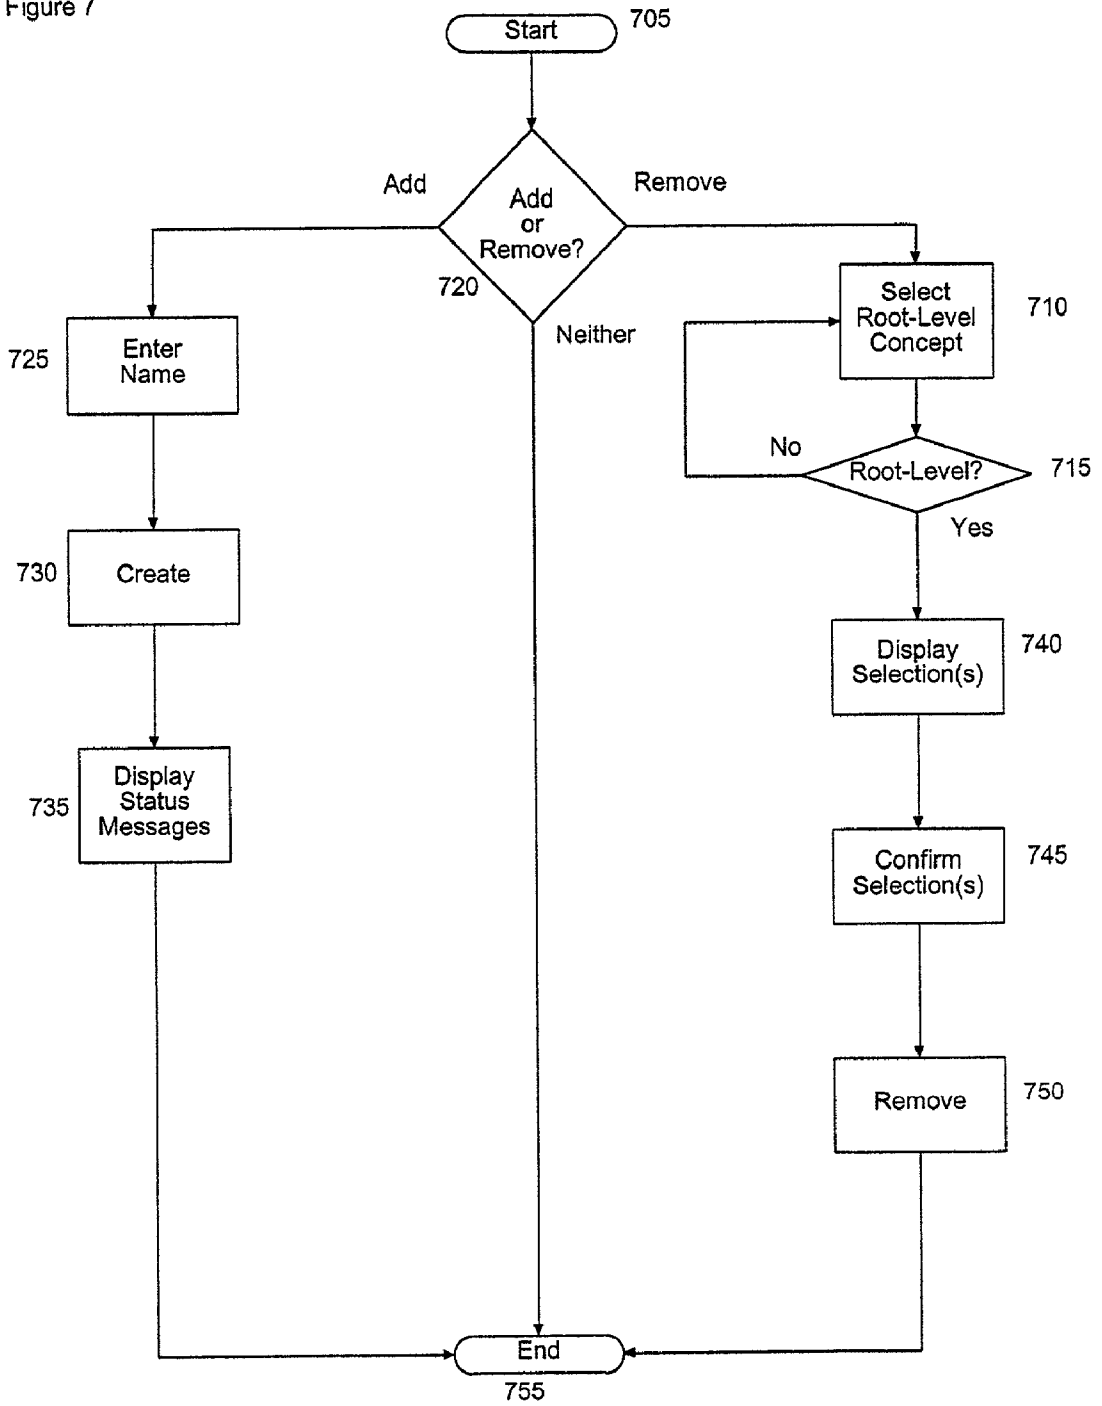 Figure 7
Start
705
Add
Remove
Add
or
Remove?
720
Neither
Select
Root-Level
Concept
710
725
Enter
Name
No
Root-Level?
715
Yes
730
Create
Display
Selection(s)
740
735
Display
Status
Messages
Confirm
Selection(s)
745
Remove
750
End
755